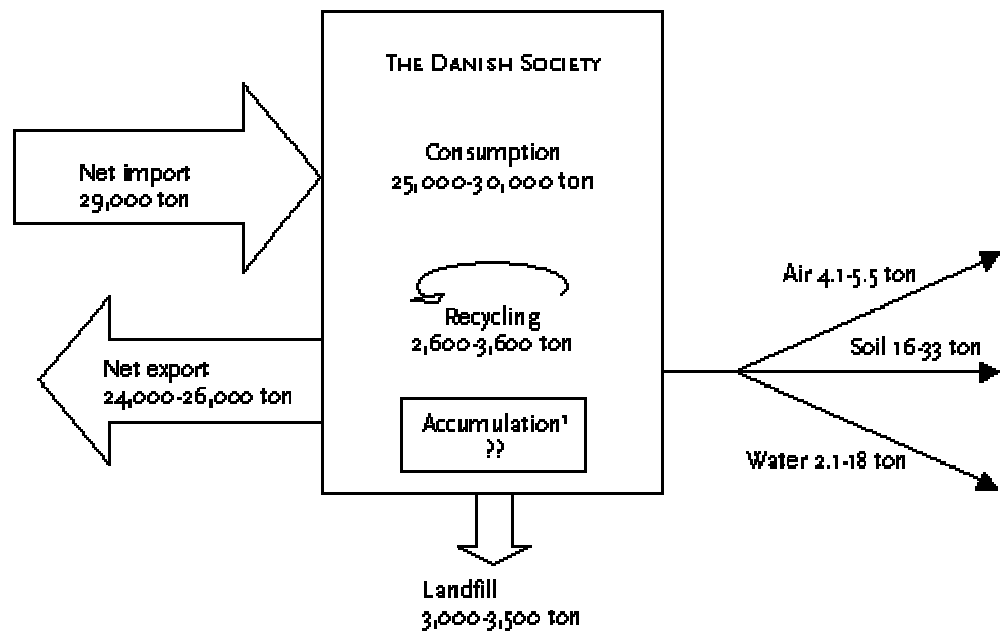 THE DANISH SOCIETY
Consumption
25,000-30,000 ton
Net import
29,000 ton
Air 4.1-5.5 ton
Recycling
2,600-3,600 ton
Soil 16-33 ton
Net export
24,000-26,000 ton
Accumulation¹
??
Water 2.1-18 ton
Landfill
3,000-3,500 ton